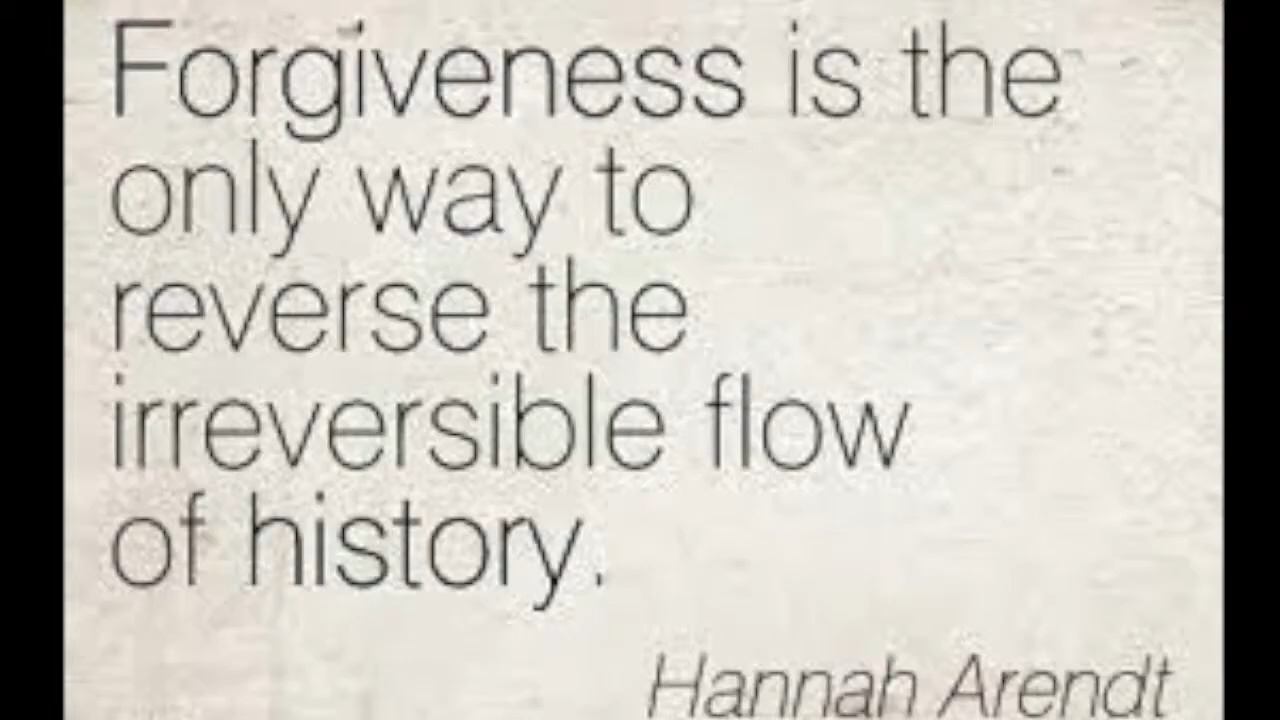 Forgiveness is the
only way to
reverse the
irreversible flow
of history.
Hannah Arendt